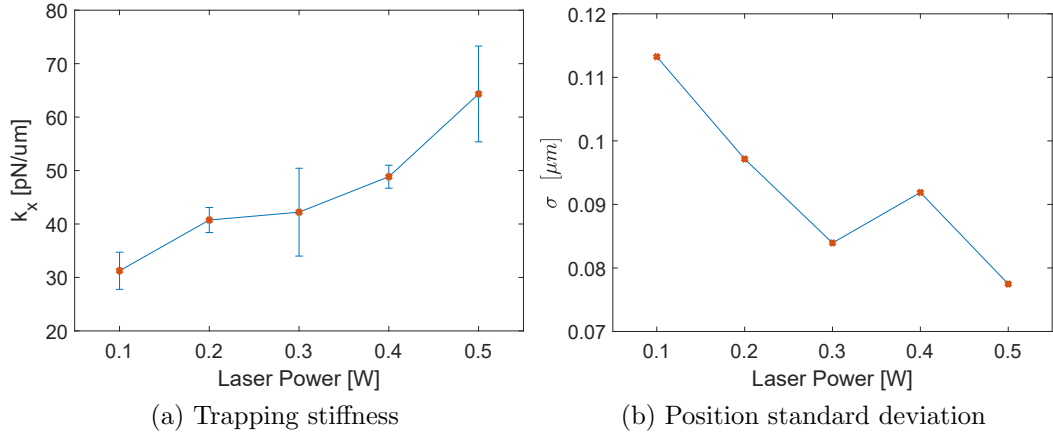 80
70
60
50
40
30
20
k_x [pN/um]
0.1 0.2 0.3 0.4 0.5
Laser Power [W]
(a) Trapping stiffness
0.12
0.11
0.1
0.09
0.08
0.07
σ [μm]
0.1 0.2 0.3 0.4 0.5
Laser Power [W]
(b) Position standard deviation